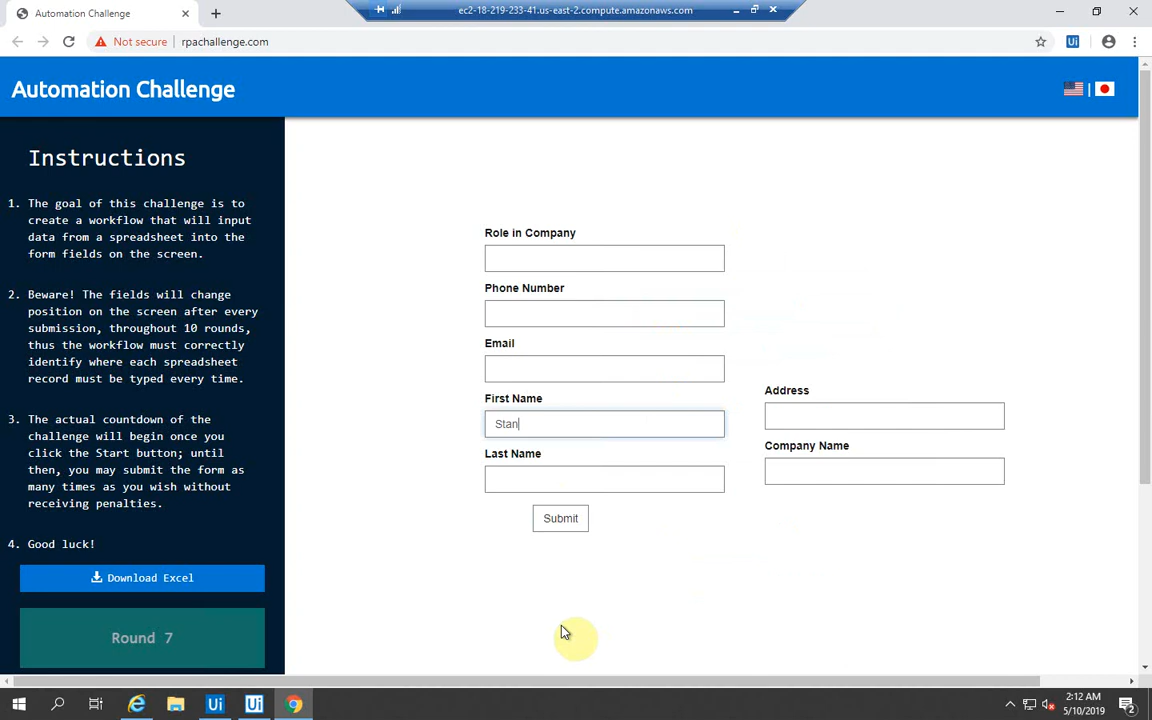 Automation Challenge
ec2-18-219-233-41.us-east-2.compute.amazonaws.com
Not secure
rpachallenge.com
Ui
Automation Challenge
|
Instructions
1. The goal of this challenge is to
create a workflow that will input
data from a spreadsheet into the
form fields on the screen.
2. Beware! The fields will change
position on the screen after every
submission, throughout 10 rounds,
thus the workflow must correctly
identify where each spreadsheet
record must be typed every time.
3. The actual countdown of the
challenge will begin once you
click the Start button; until
then, you may submit the form as
many times as you wish without
receiving penalties.
4. Good luck!
Download Excel
Round 7
Role in Company
Phone Number
Email
First Name
Stan
Last Name
Submit
Address
Company Name
Ui
Ui
2:12 AM
5/10/2019
2